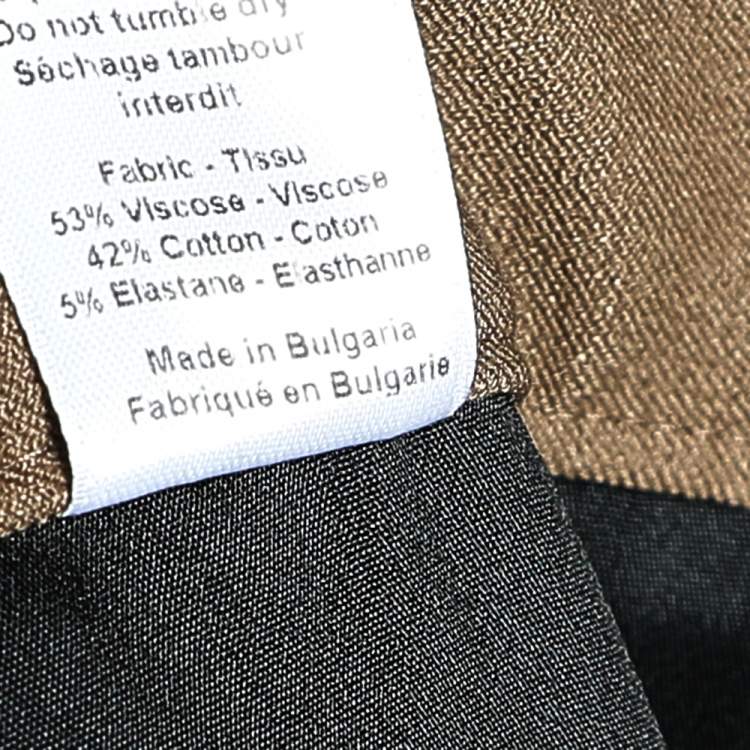 Do not tumble dry
Séchage tambour
interdit
Fabric - Tissu
53% Viscose - Viscose
42% Cotton - Coton
5% Elastane - Elasthanne
Made in Bulgaria
Fabriqué en Bulgarie